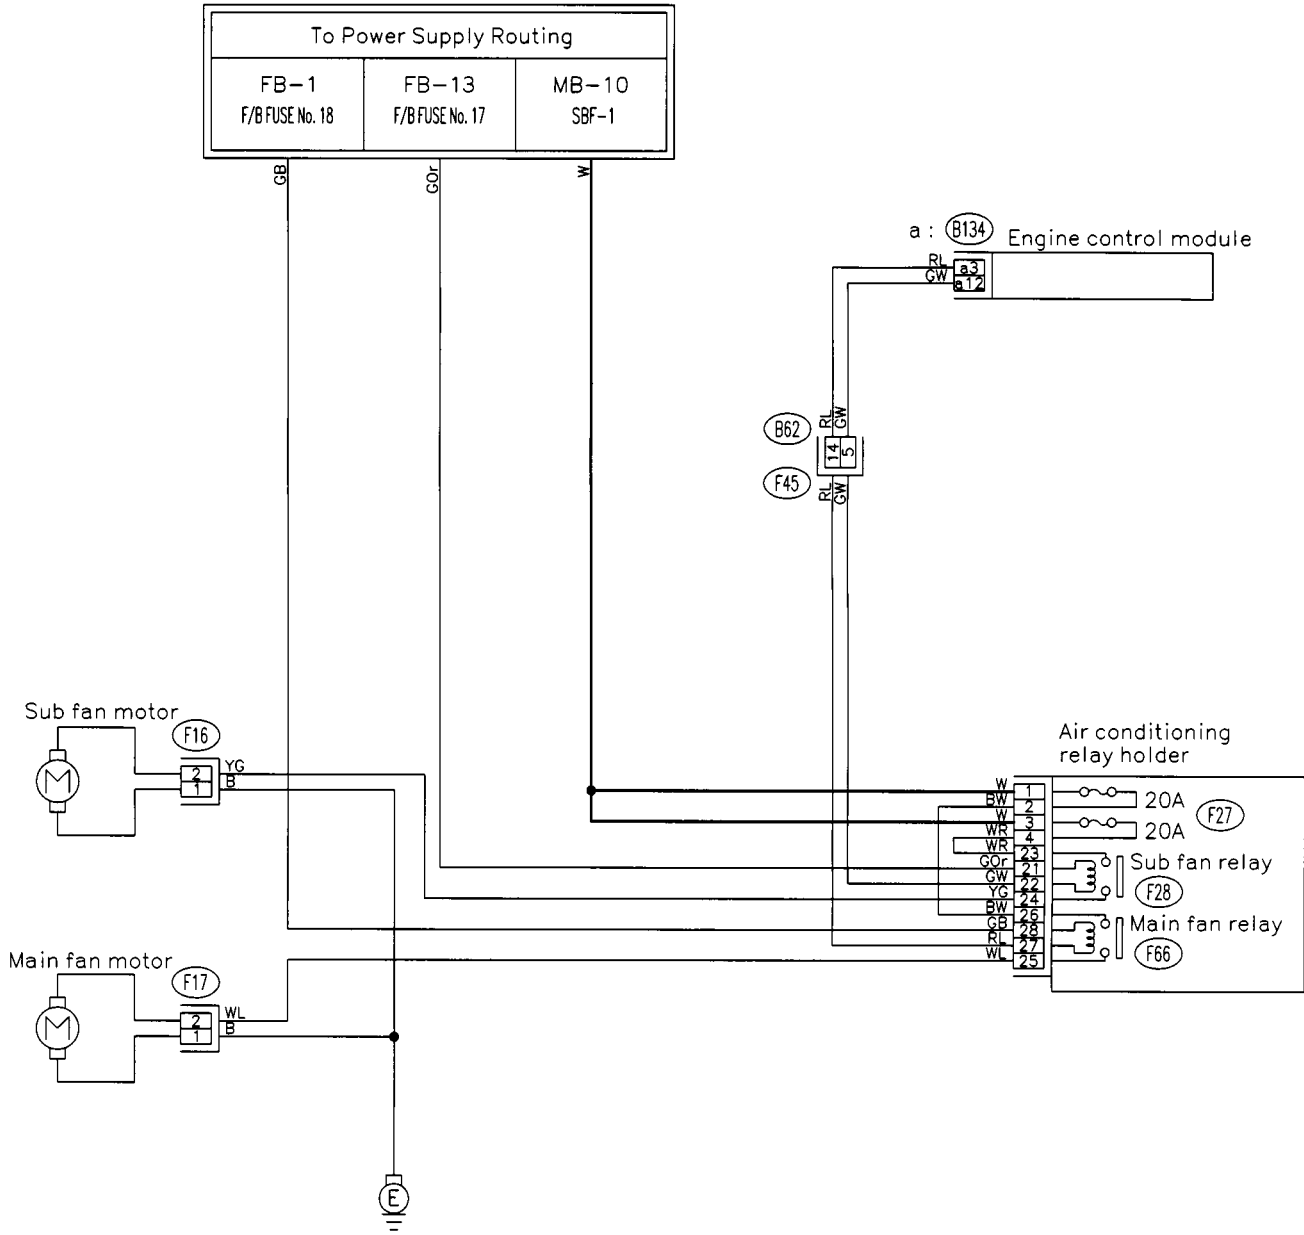 To Power Supply Routing
FB-1
F/B FUSE No. 18
FB-13
F/B FUSE No. 17
MB-10
SBF-1
GB
GOr
W
a : B134
Engine control module
RL
GW
a3
a12
RL
GW
B62
14
5
F45
RL
GW
Sub fan motor
F16
M
2
1
YG
B
Air conditioning
relay holder
W
BW
W
WR
WR
GOr
GW
YG
BW
GB
RL
WL
1
2
3
4
23
21
22
24
26
28
27
25
20A
20A
F27
Sub fan relay
F28
Main fan relay
F66
Main fan motor
F17
M
2
1
WL
B
E